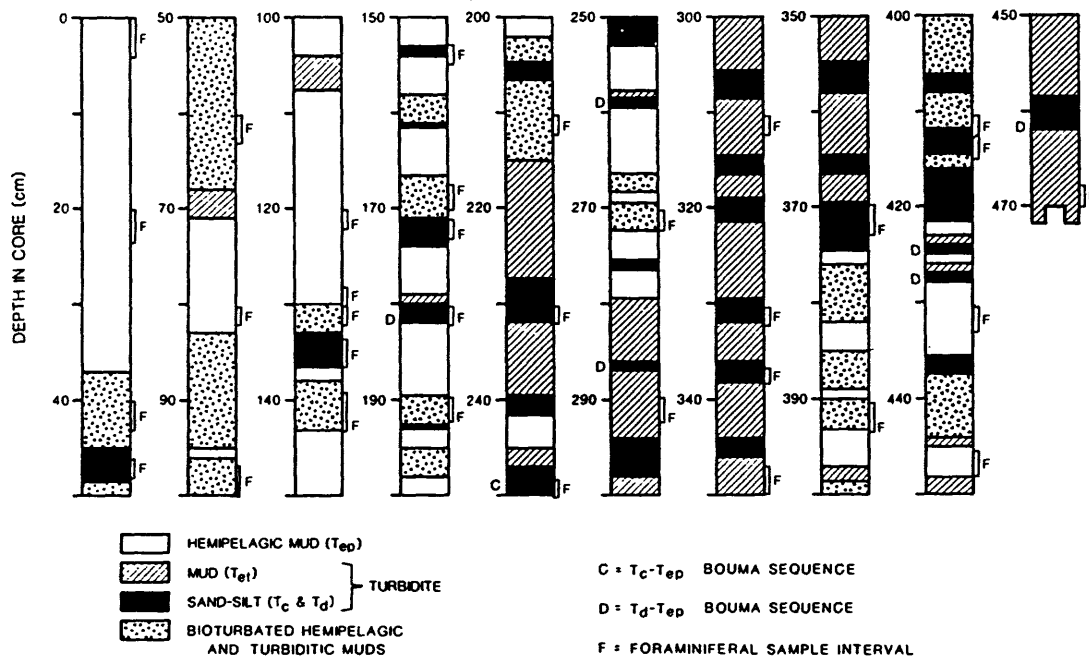 0 50 100 150 200 250 300 350 400 450
F F D
D F F F F F
F D
20 70 120 170 220 270 320 370 420 470
F F F F F F F
D
D
F F F F D F F F F
D F
40 90 140 190 240 290 340 390 440
F F F F F
F F C F F F
DEPTH IN CORE (cm)
HEMIPELAGIC MUD (Tep)
MUD (Tet)
SAND-SILT (Tc & Td)
TURBIDITE
BIOTURBATED HEMIPELAGIC
AND TURBIDITIC MUDS
C = Tc-Tep BOUMA SEQUENCE
D = Td-Tep BOUMA SEQUENCE
F = FORAMINIFERAL SAMPLE INTERVAL